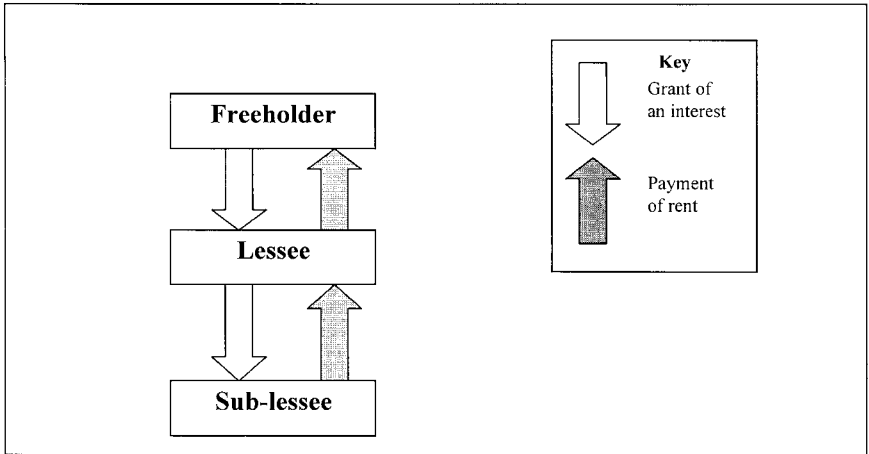 Freeholder
Lessee
Sub-lessee
Key
Grant of
an interest
Payment
of rent